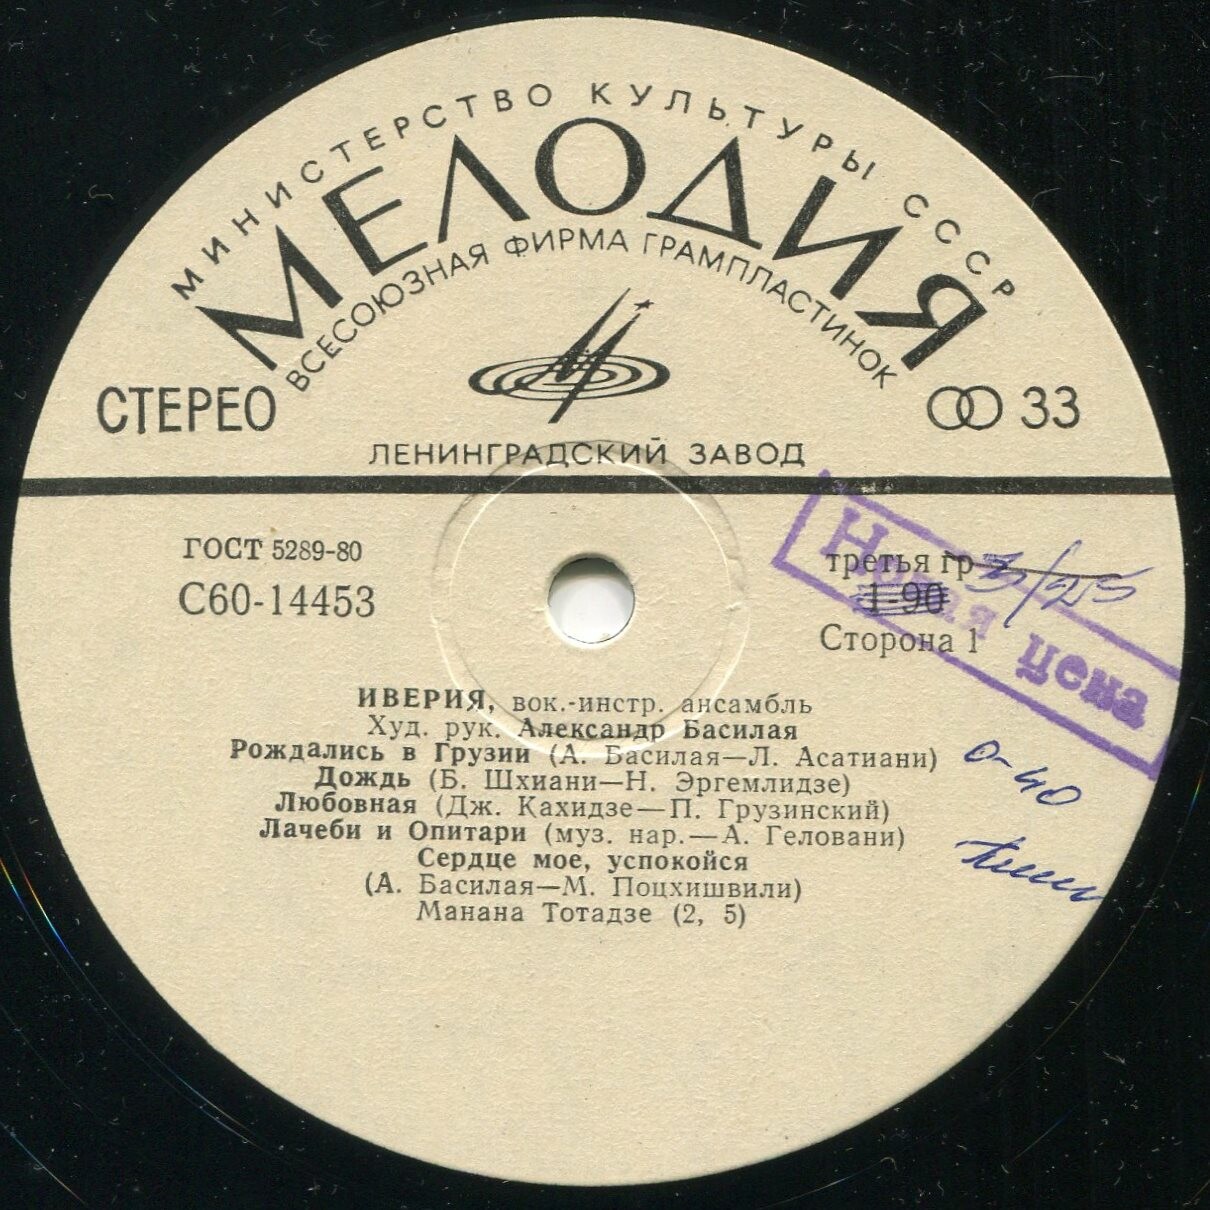 МИНИСТЕРСТВО КУЛЬТУРЫ СССР
МЕЛОДИЯ
ВСЕСОЮЗНАЯ ФИРМА ГРАМПЛАСТИНОК
СТЕРЕО
33
ЛЕНИНГРАДСКИЙ ЗАВОД
ГОСТ 5289-80
третья гр
С60-14453
1-90
Сторона 1
Новая цена
0-40
ИВЕРИЯ, вок.-инстр. ансамбль
Худ. рук. Александр Басилая
Рождались в Грузии (А. Басилая—Л. Асатиани)
Дождь (Б. Шхиани—Н. Эргемлидзе)
Любовная (Дж. Кахидзе—П. Грузинский)
Лачеби и Опитари (муз. нар.—А. Геловани)
Сердце мое, успокойся
(А. Басилая—М. Поцхишвили)
Манана Тотадзе (2, 5)